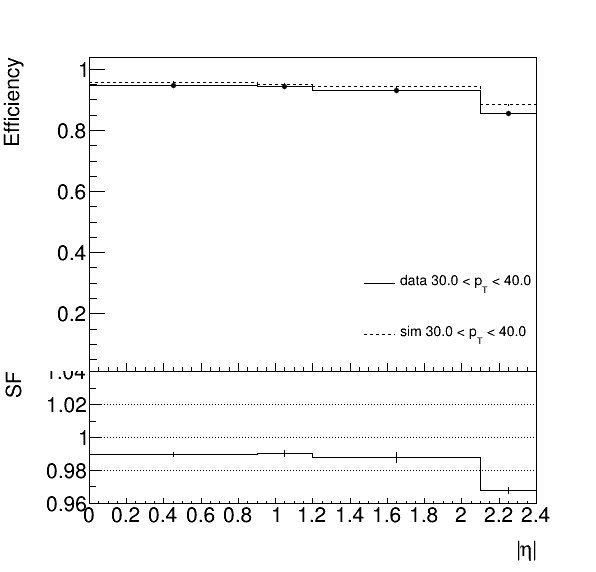 Efficiency
1
0.8
0.6
0.4
0.2
data 30.0 < pT < 40.0
sim 30.0 < pT < 40.0
SF
1.04
1.02
1
0.98
0.96
0 0.2 0.4 0.6 0.8 1 1.2 1.4 1.6 1.8 2 2.2 2.4
|η|